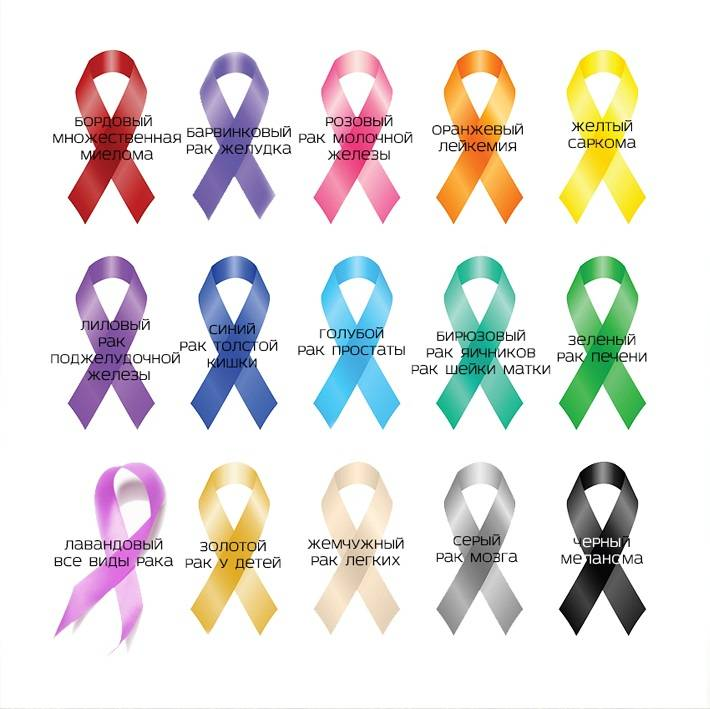 БОРДОВЫЙ
МНОЖЕСТВЕННАЯ
МИЕЛОМА
БАРВИНКОВЫЙ
РАК ЖЕЛУДКА
РОЗОВЫЙ
РАК МОЛОЧНОЙ
ЖЕЛЕЗЫ
ОРАНЖЕВЫЙ
ЛЕЙКЕМИЯ
ЖЕЛТЫЙ
САРКОМА
ЛИЛОВЫЙ
РАК
ПОДЖЕЛУДОЧНОЙ
ЖЕЛЕЗЫ
СИНИЙ
РАК ТОЛСТОЙ
КИШКИ
ГОЛУБОЙ
РАК ПРОСТАТЫ
БИРЮЗОВЫЙ
РАК ЯИЧНИКОВ
РАК ШЕЙКИ МАТКИ
ЗЕЛЕНЫЙ
РАК ПЕЧЕНИ
ЛАВАНДОВЫЙ
ВСЕ ВИДЫ РАКА
ЗОЛОТОЙ
РАК У ДЕТЕЙ
ЖЕМЧУЖНЫЙ
РАК ЛЕГКИХ
СЕРЫЙ
РАК МОЗГА
ЧЕРНЫЙ
МЕЛАНОМА